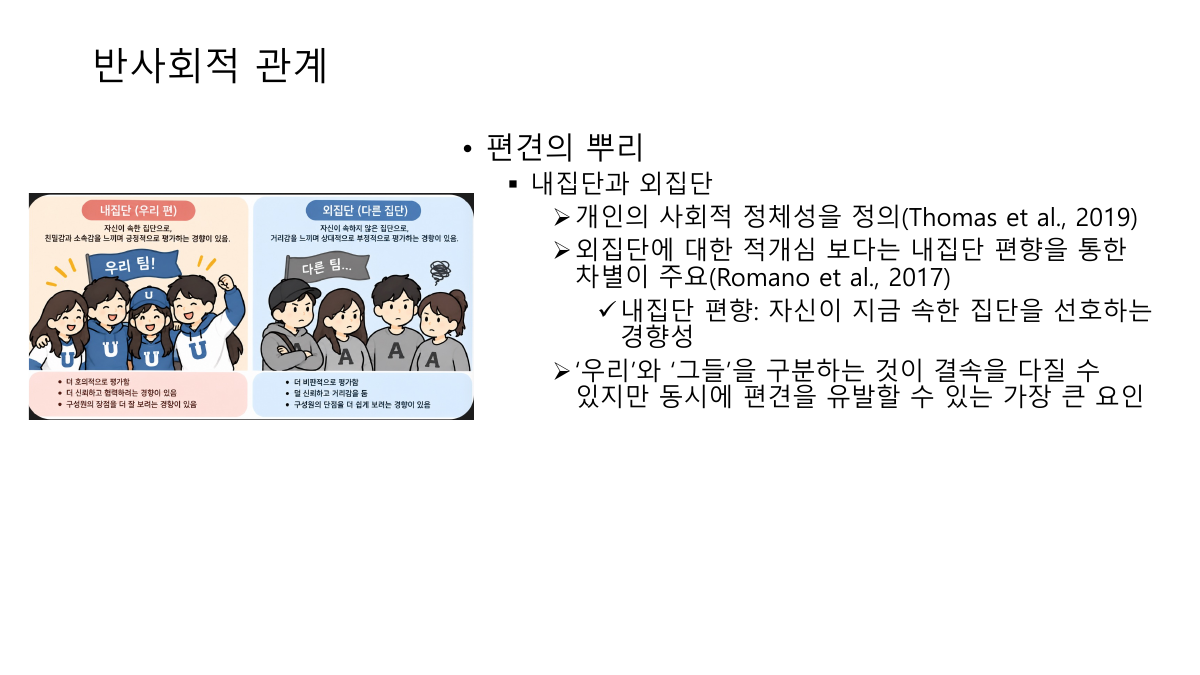 반사회적 관계
• 편견의 뿌리
▪ 내집단과 외집단
➢개인의 사회적 정체성을 정의(Thomas et al., 2019)
➢외집단에 대한 적개심 보다는 내집단 편향을 통한
차별이 주요(Romano et al., 2017)
✓내집단 편향: 자신이 지금 속한 집단을 선호하는
경향성
➢‘우리’와 ‘그들’을 구분하는 것이 결속을 다질 수
있지만 동시에 편견을 유발할 수 있는 가장 큰 요인
내집단 (우리 편)
자신이 속한 집단으로,
친밀감과 소속감을 느끼며 긍정적으로 평가하는 경향이 있음.
우리 팀!
U
U
U
U
U
• 더 호의적으로 평가함
• 더 신뢰하고 협력하려는 경향이 있음
• 구성원의 장점을 더 잘 보려는 경향이 있음
외집단 (다른 집단)
자신이 속하지 않은 집단으로,
거리감을 느끼며 상대적으로 부정적으로 평가하는 경향이 있음.
다른 팀...
A
A
A
A
• 더 비판적으로 평가함
• 덜 신뢰하고 거리감을 둠
• 구성원의 단점을 더 쉽게 보려는 경향이 있음